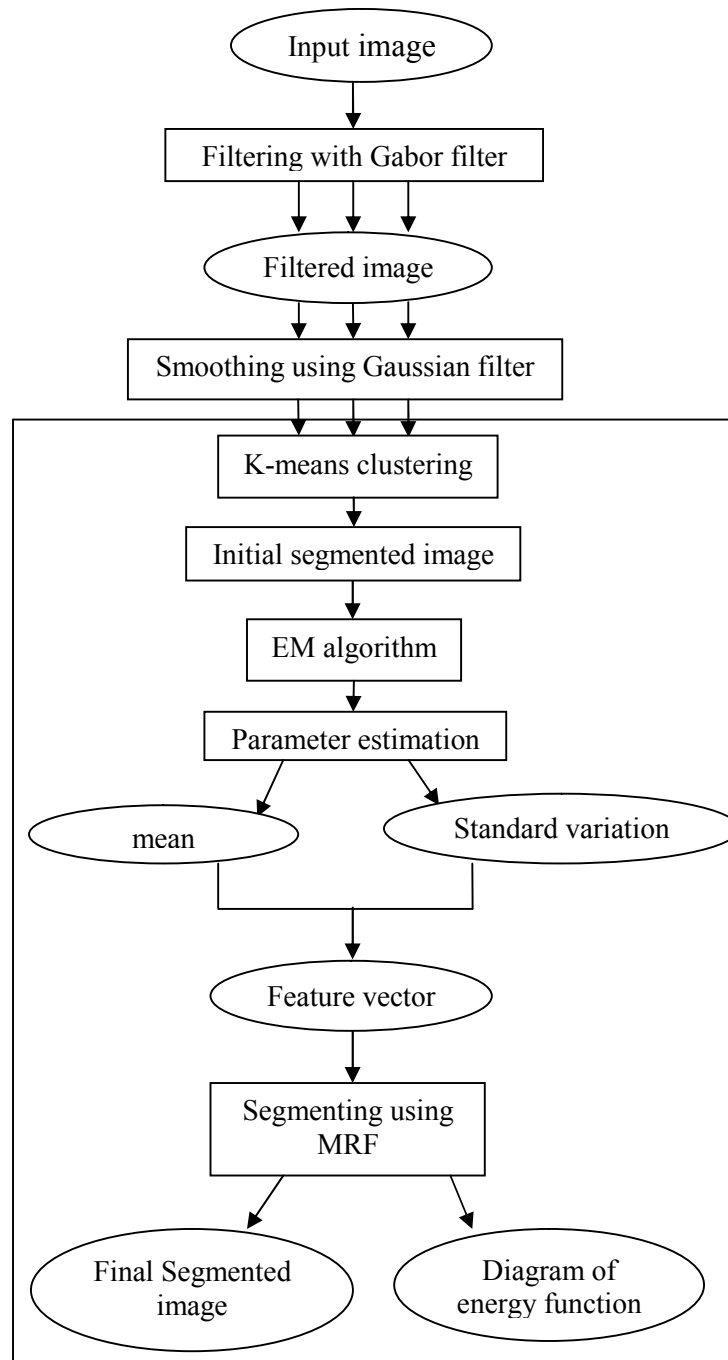 Input image
Filtering with Gabor filter
Filtered image
Smoothing using Gaussian filter
K-means clustering
Initial segmented image
EM algorithm
Parameter estimation
mean
Standard variation
Feature vector
Segmenting using
MRF
Final Segmented
image
Diagram of
energy function